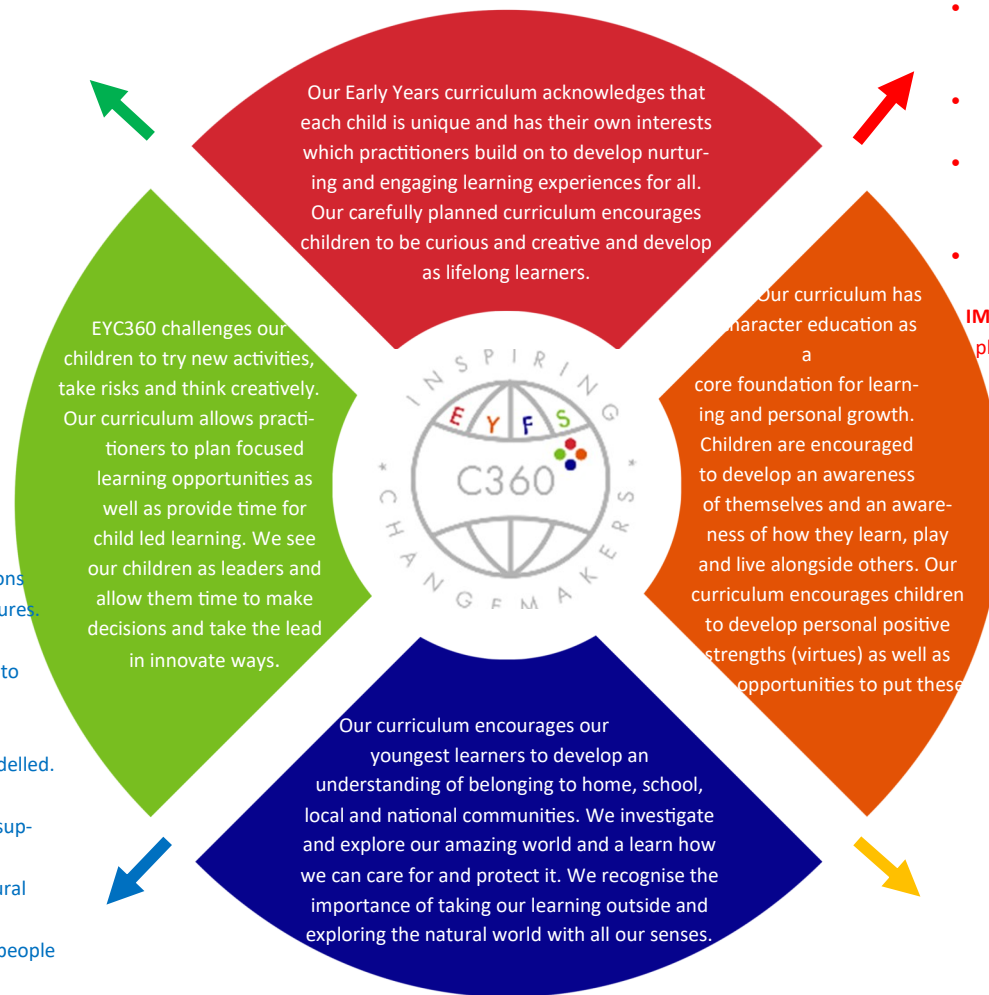 Our Early Years curriculum acknowledges that
each child is unique and has their own interests
which practitioners build on to develop nurtur-
ing and engaging learning experiences for all.
Our carefully planned curriculum encourages
children to be curious and creative and develop
as lifelong learners.
EYC360 challenges our
children to try new activities,
take risks and think creatively.
Our curriculum allows practi-
tioners to plan focused
learning opportunities as
well as provide time for
child led learning. We see
our children as leaders and
allow them time to make
decisions and take the lead
in innovate ways.
INSPIRING
EYFS
C360
* CHANGEMAKERS *
Our curriculum has
character education as
a
core foundation for learn-
ing and personal growth.
Children are encouraged
to develop an awareness
of themselves and an aware-
ness of how they learn, play
and live alongside others. Our
curriculum encourages children
to develop personal positive
strengths (virtues) as well as
opportunities to put these
IM
pl
ons
ures.
to
delled.
sup-
ural
people
Our curriculum encourages our
youngest learners to develop an
understanding of belonging to home, school,
local and national communities. We investigate
and explore our amazing world and a learn how
we can care for and protect it. We recognise the
importance of taking our learning outside and
exploring the natural world with all our senses.